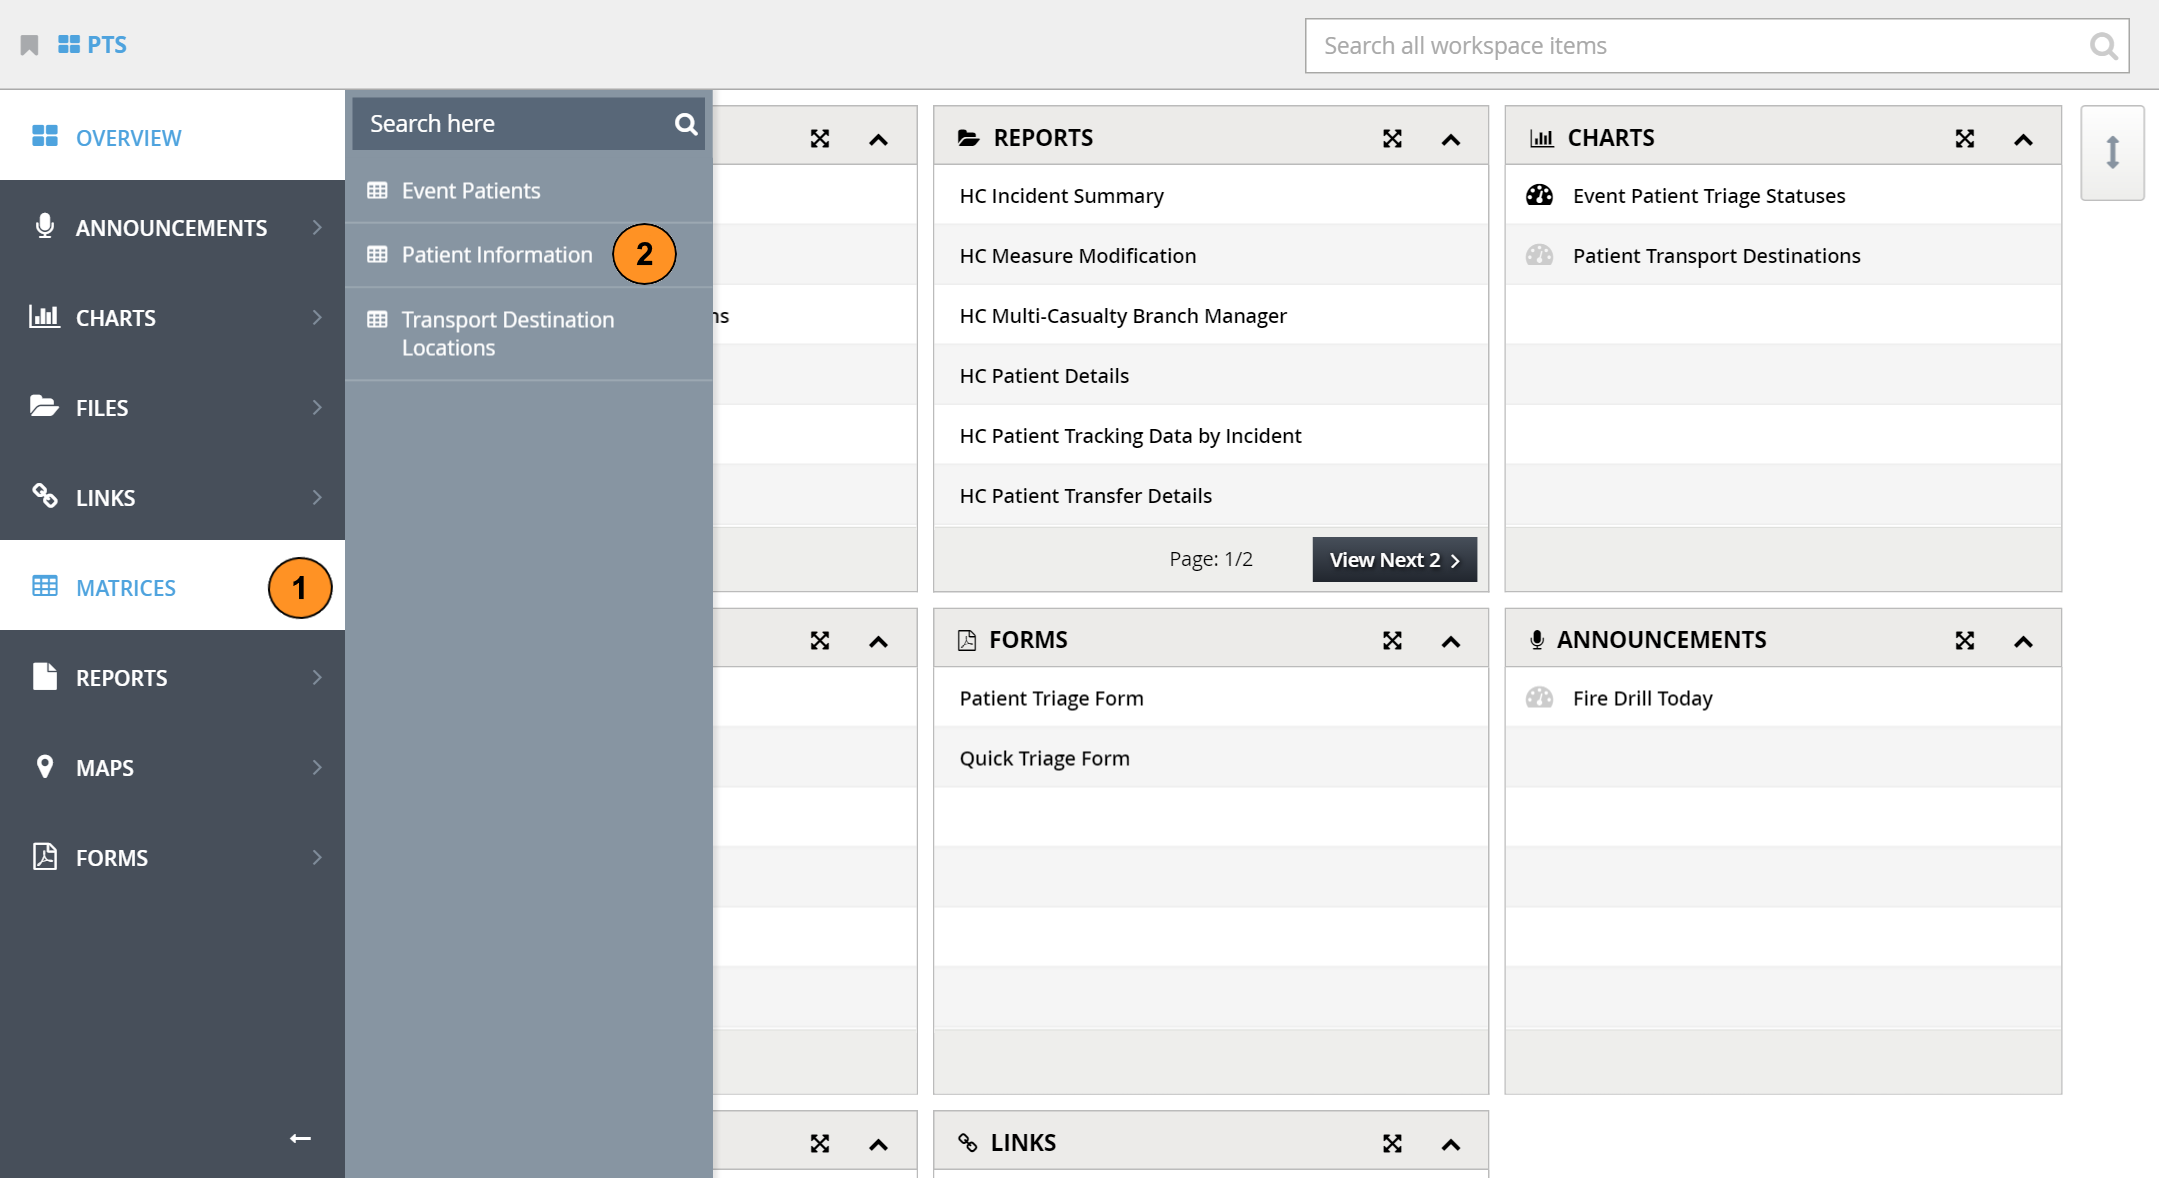 PTS
Search all workspace items
OVERVIEW
ANNOUNCEMENTS
CHARTS
FILES
LINKS
MATRICES
1
REPORTS
MAPS
FORMS
Search here
Event Patients
Patient Information
2
Transport Destination
Locations
ns
REPORTS
HC Incident Summary
HC Measure Modification
HC Multi-Casualty Branch Manager
HC Patient Details
HC Patient Tracking Data by Incident
HC Patient Transfer Details
Page: 1/2
View Next 2
CHARTS
Event Patient Triage Statuses
Patient Transport Destinations
FORMS
Patient Triage Form
Quick Triage Form
ANNOUNCEMENTS
Fire Drill Today
LINKS